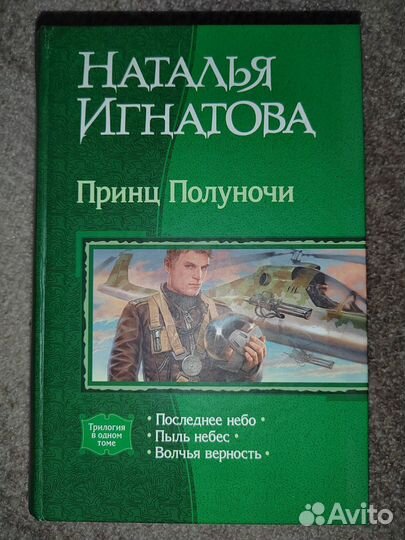 НАТАЛЬЯ
ИГНАТОВА
Принц Полуночи
Трилогия
в одном
томе
• Последнее небо •
• Пыль небес •
• Волчья верность •
Avito